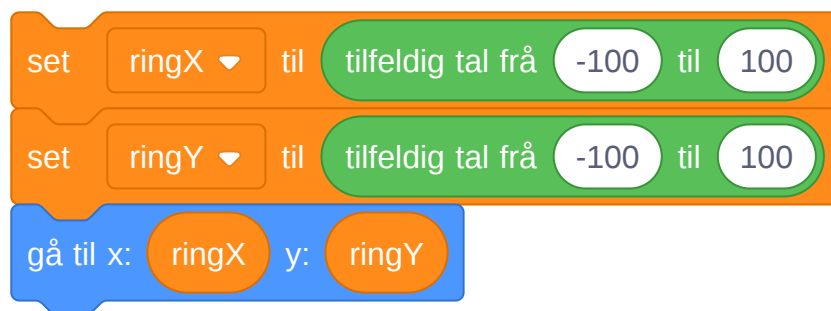 set ringX til tilfeldig tal frå -100 til 100
set ringY til tilfeldig tal frå -100 til 100
gå til x: ringX y: ringY